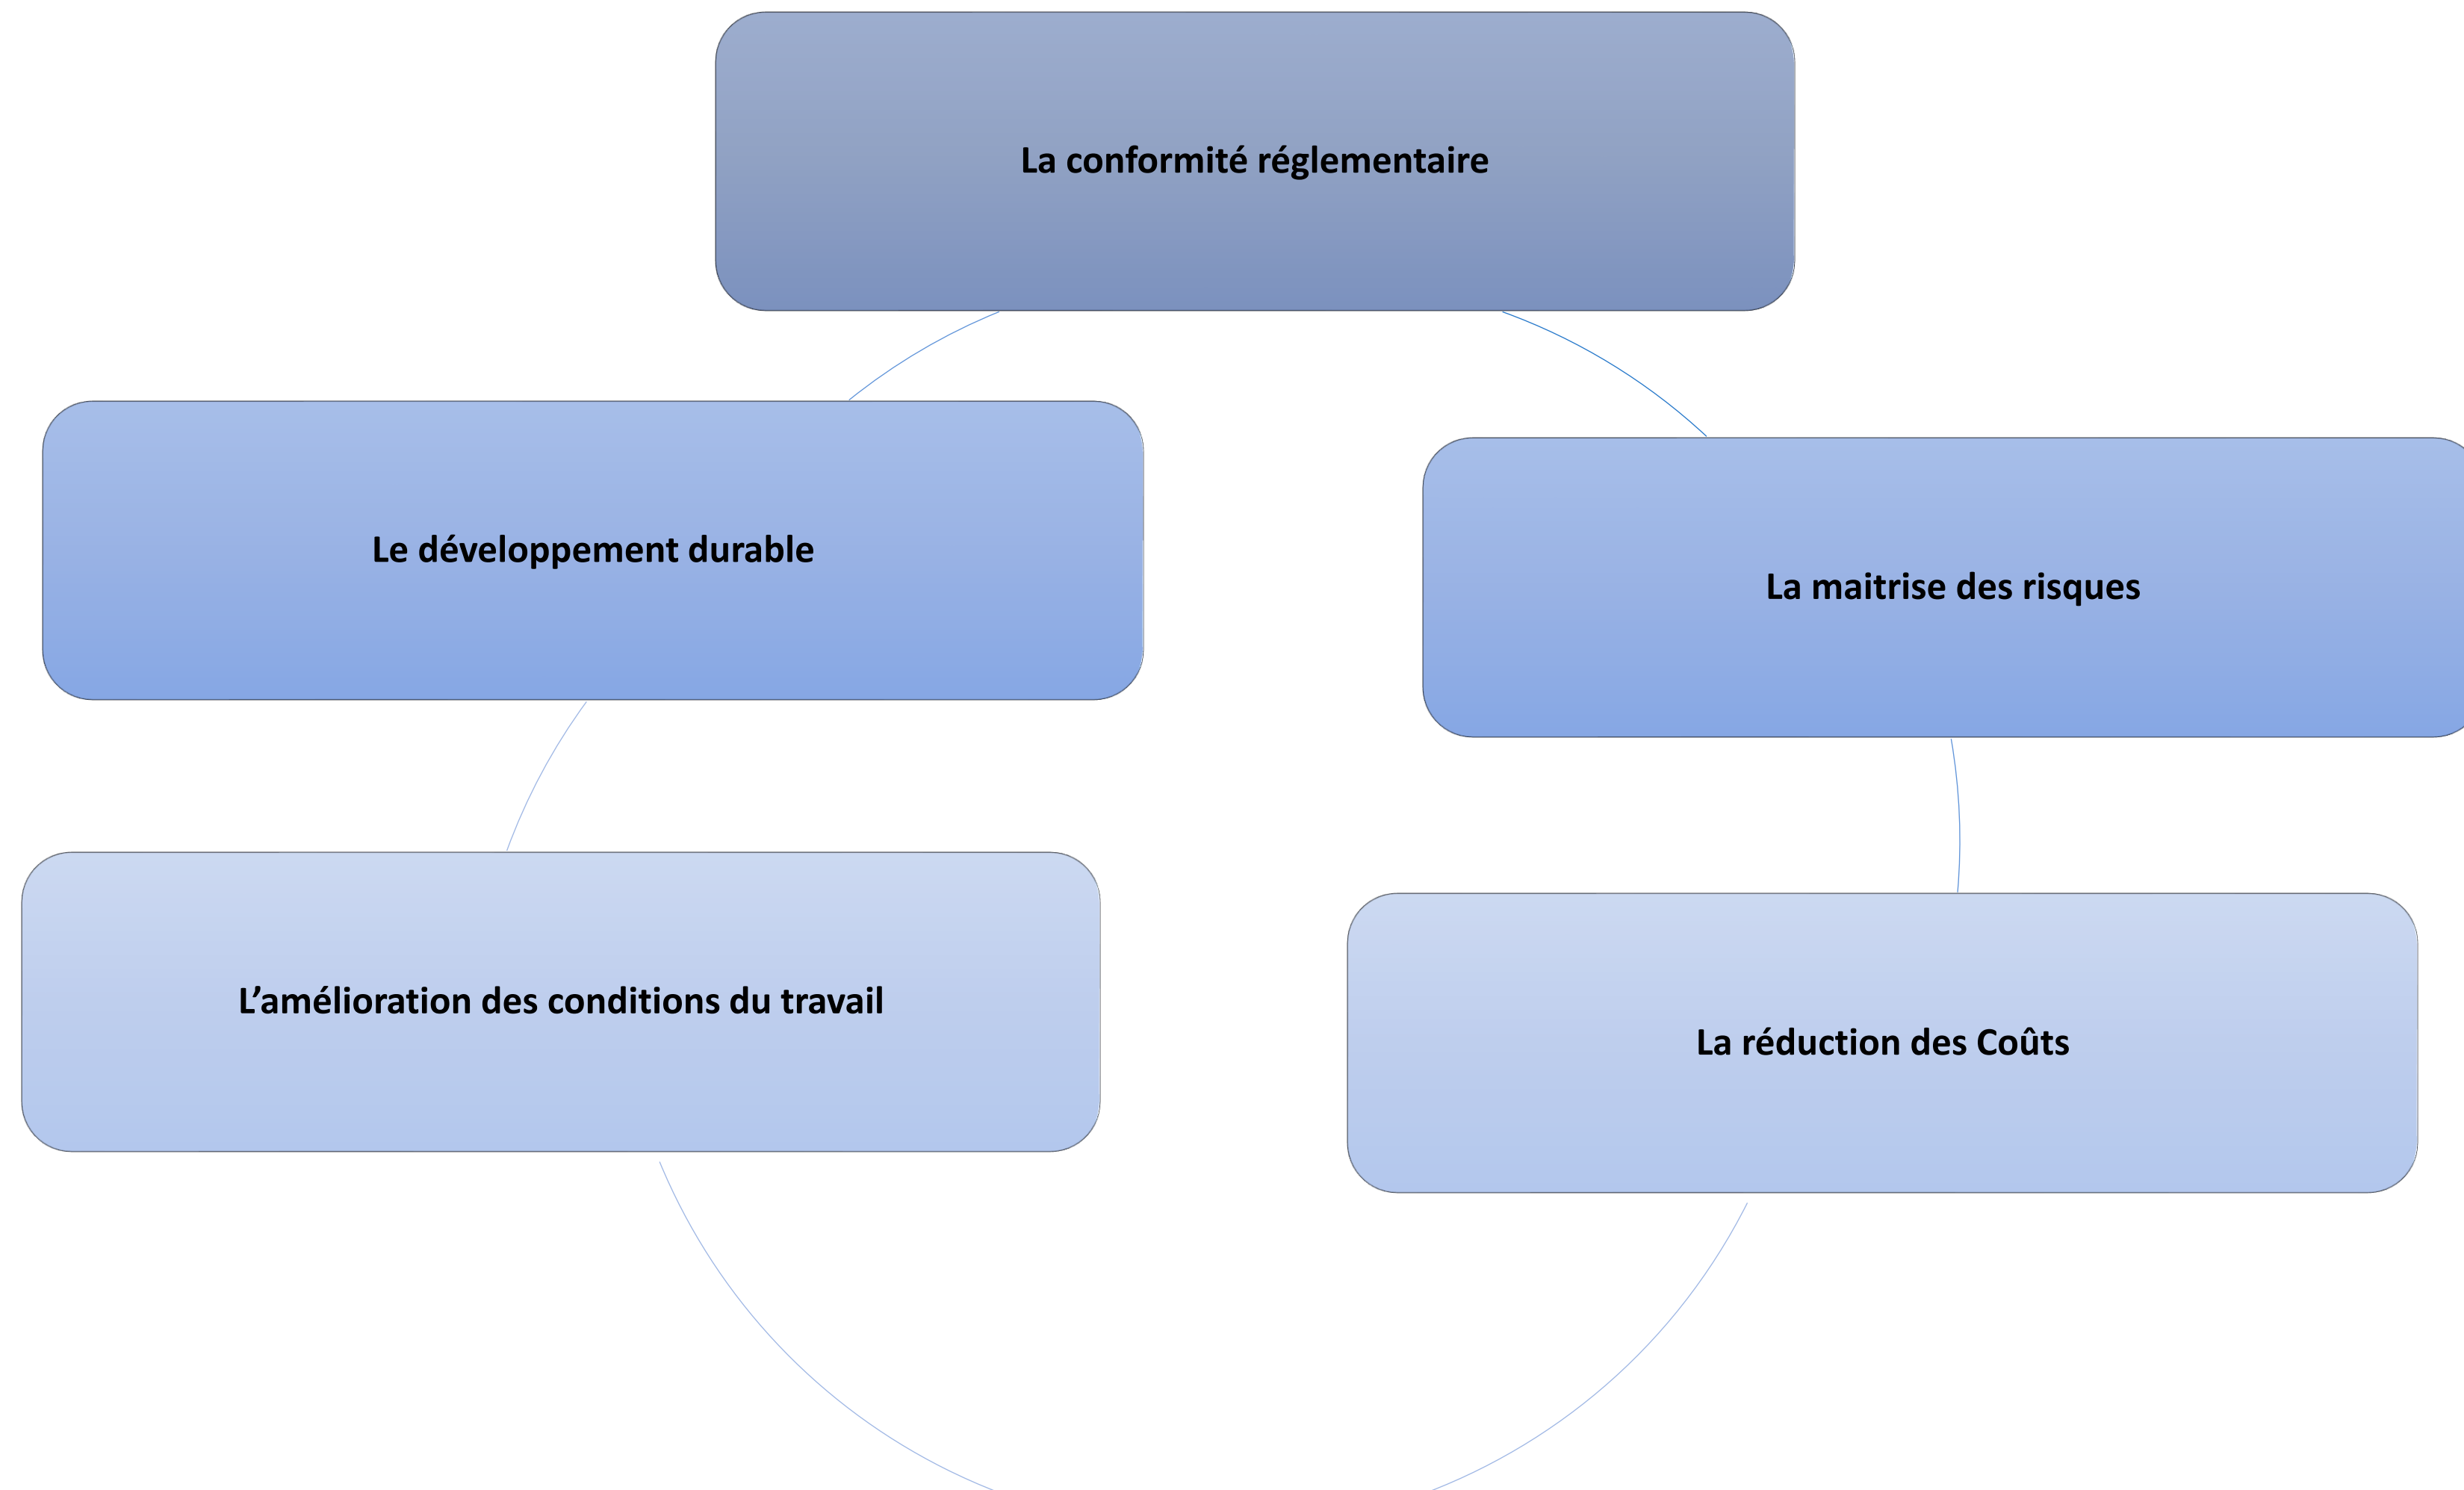 La conformité réglementaire
Le développement durable
La maitrise des risques
L’amélioration des conditions du travail
La réduction des Coûts